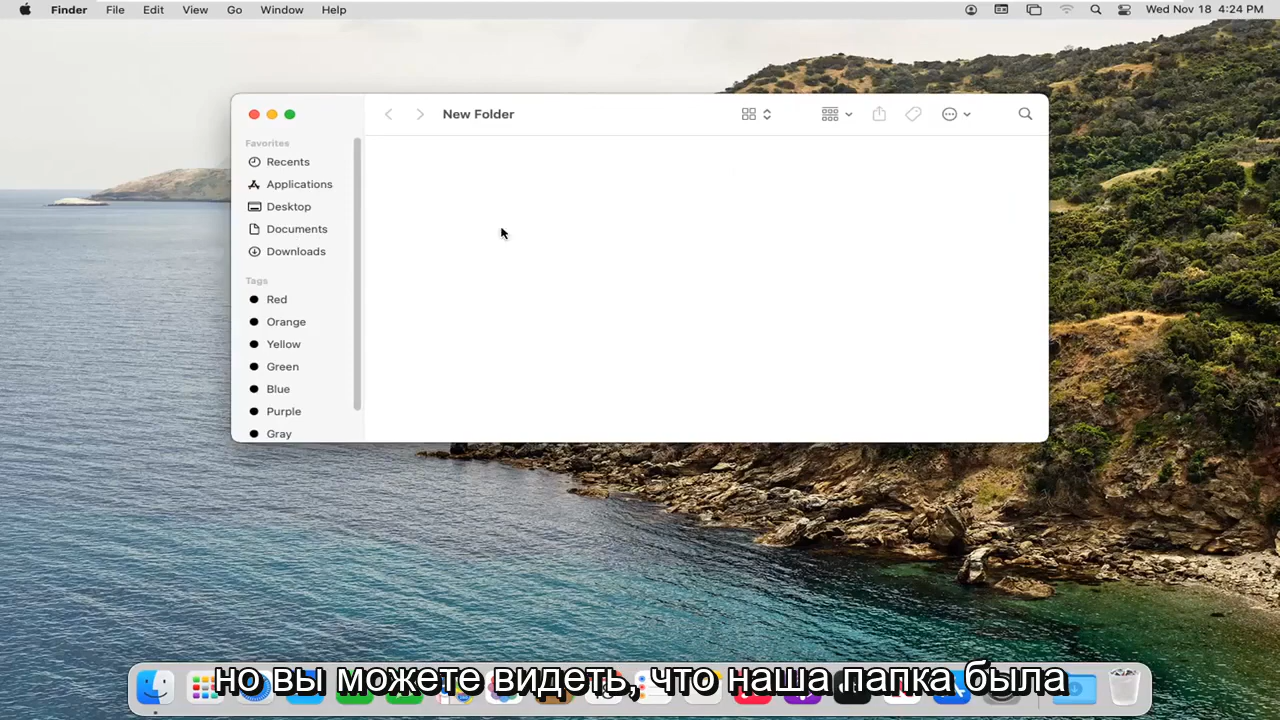 Finder File Edit View Go Window Help Wed Nov 18 4:24 PM
New Folder
Favorites
Recents
Applications
Desktop
Documents
Downloads
Tags
Red
Orange
Yellow
Green
Blue
Purple
Gray
но вы можете видеть, что наша папка была